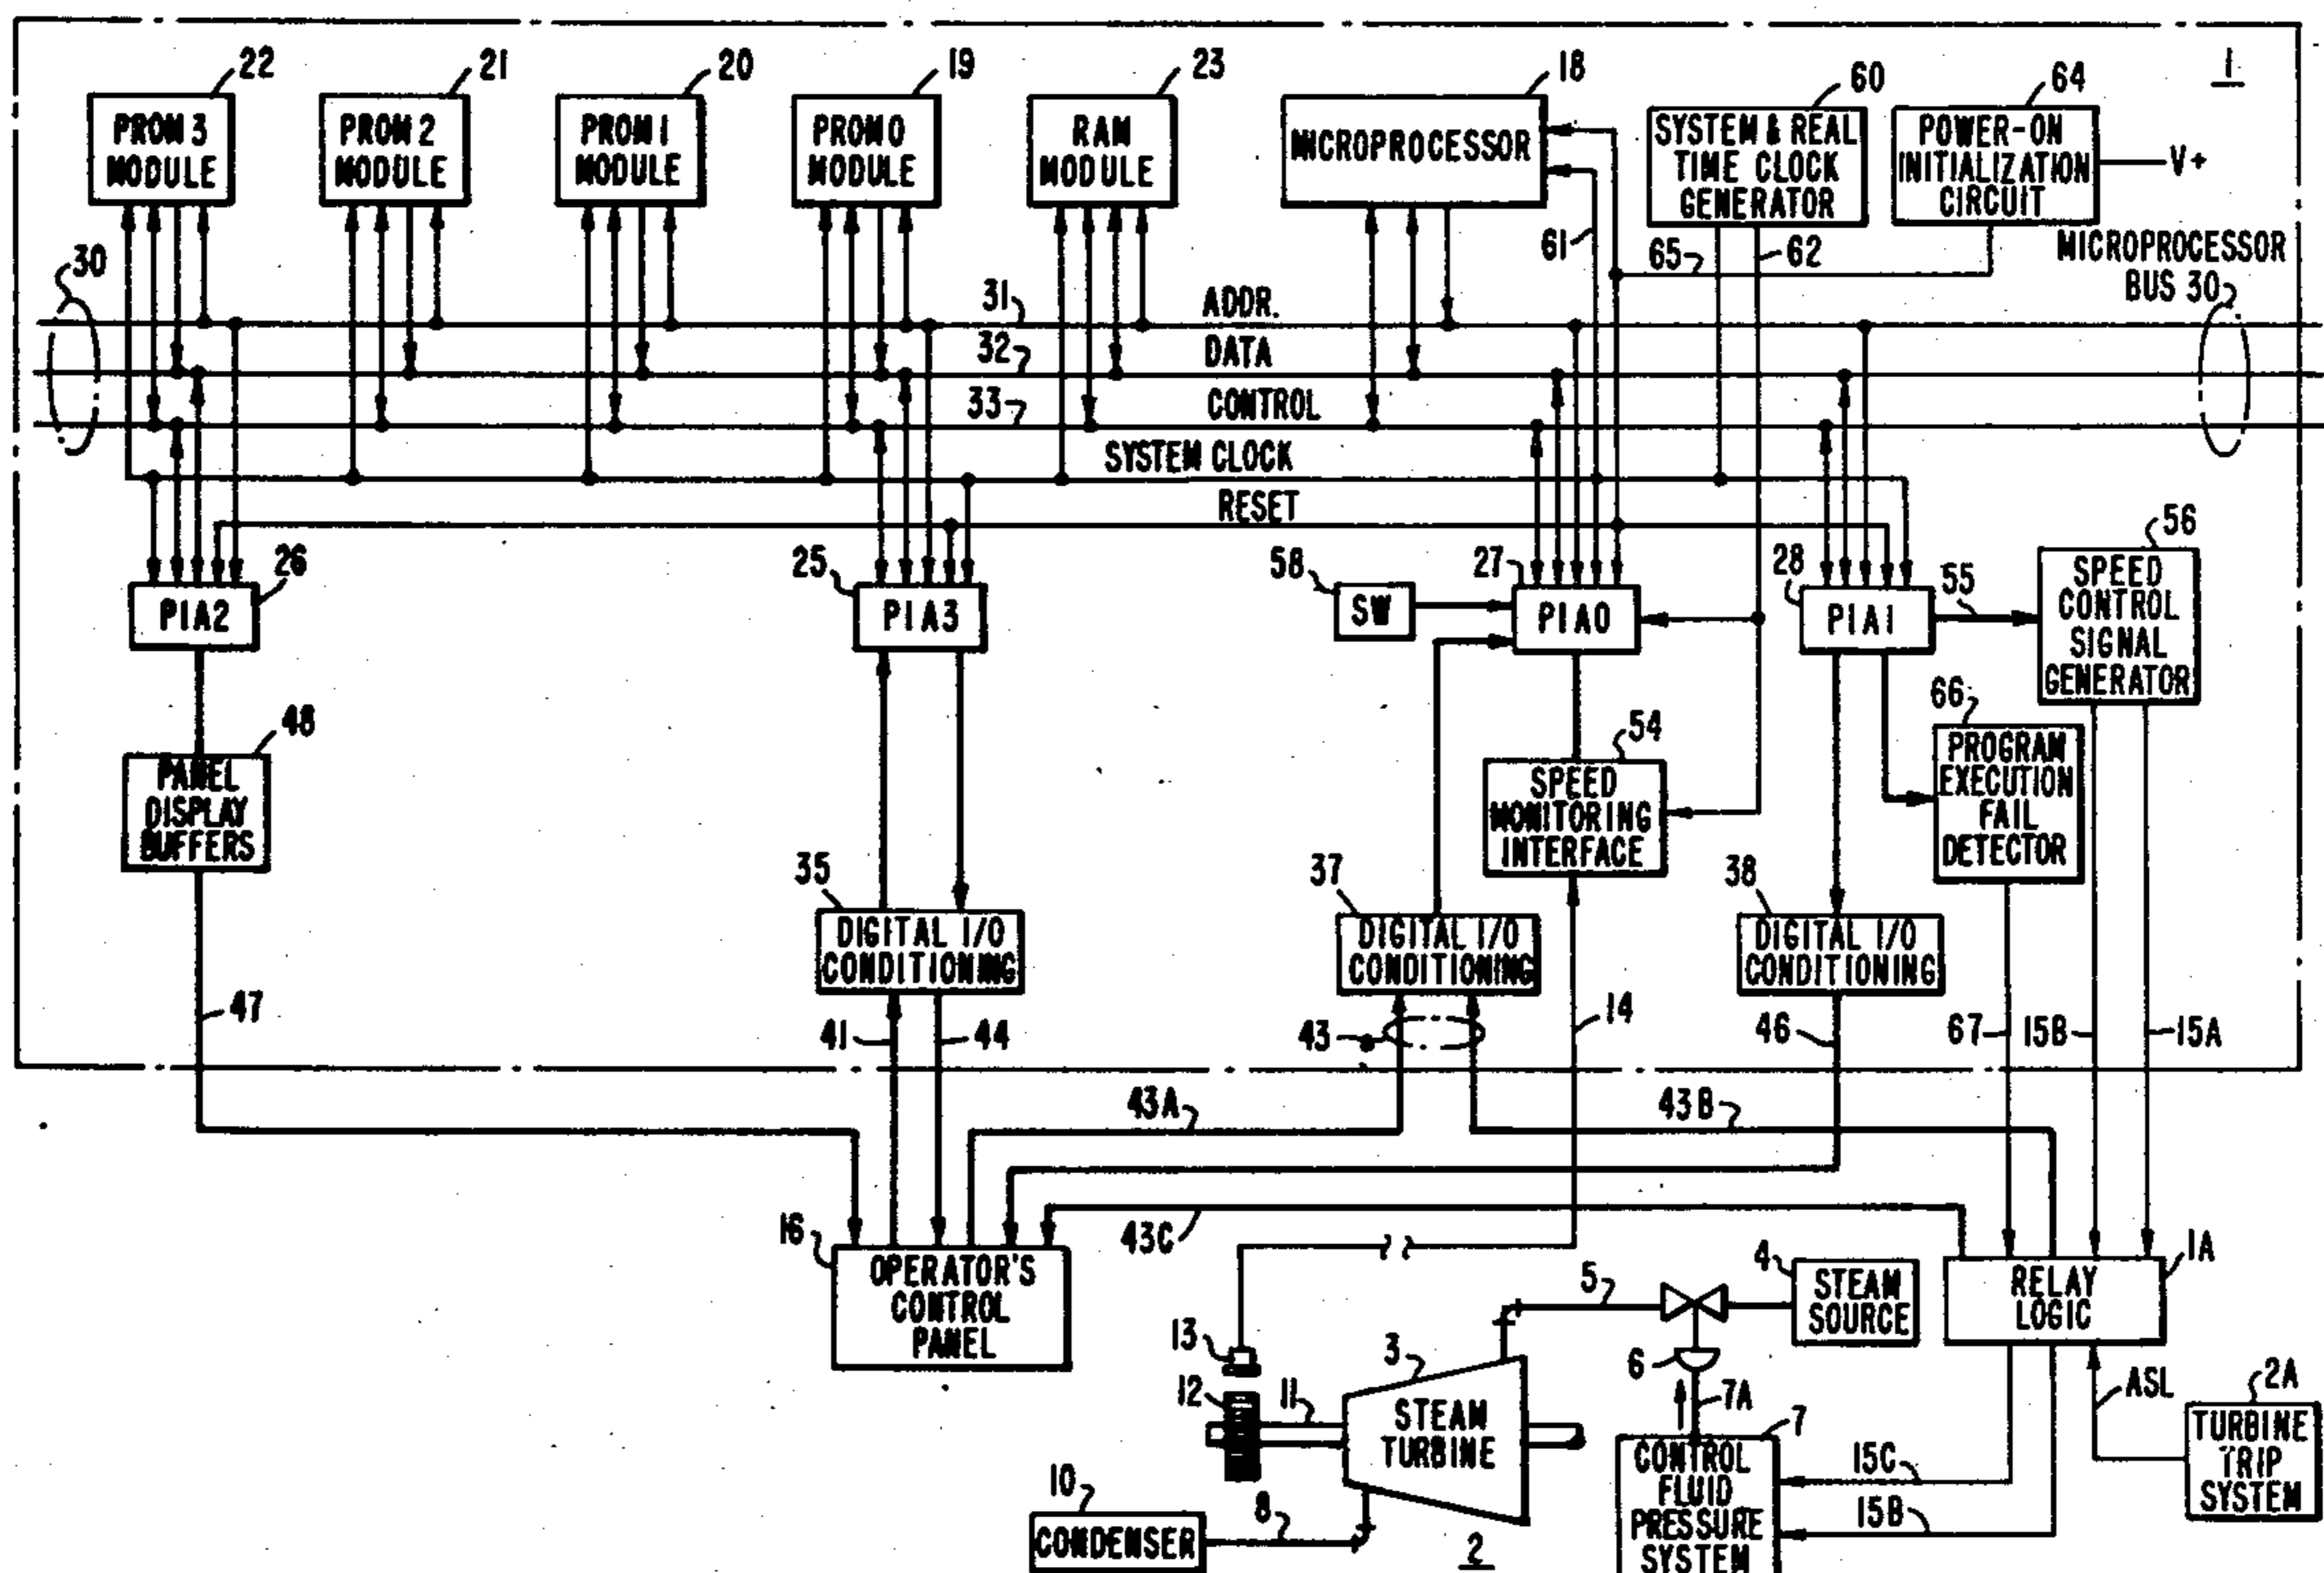 22
21
20
19
23
18
60
64
1
PROM 3
MODULE
PROM 2
MODULE
PROM 1
MODULE
PROM 0
MODULE
RAM
MODULE
MICROPROCESSOR
SYSTEM & REAL
TIME CLOCK
GENERATOR
POWER-ON
INITIALIZATION
CIRCUIT
V+
61
65
62
MICROPROCESSOR
BUS 30
30
31
ADDR.
32
DATA
33
CONTROL
SYSTEM CLOCK
RESET
26
PIA2
25
PIA3
58
SW
27
PIA0
28
PIA1
55
56
SPEED
CONTROL
SIGNAL
GENERATOR
48
PANEL
DISPLAY
BUFFERS
54
SPEED
MONITORING
INTERFACE
66
PROGRAM
EXECUTION
FAIL
DETECTOR
35
DIGITAL I/O
CONDITIONING
37
DIGITAL I/O
CONDITIONING
38
DIGITAL I/O
CONDITIONING
47
41
44
43
14
46
67
15B
15A
43A
43B
43C
16
OPERATOR'S
CONTROL
PANEL
4
STEAM
SOURCE
1A
RELAY
LOGIC
5
13
12
11
3
STEAM
TURBINE
6
7A
7
CONTROL
FLUID
PRESSURE
SYSTEM
ASL
2A
TURBINE
TRIP
SYSTEM
15C
15B
10
CONDENSER
8
2